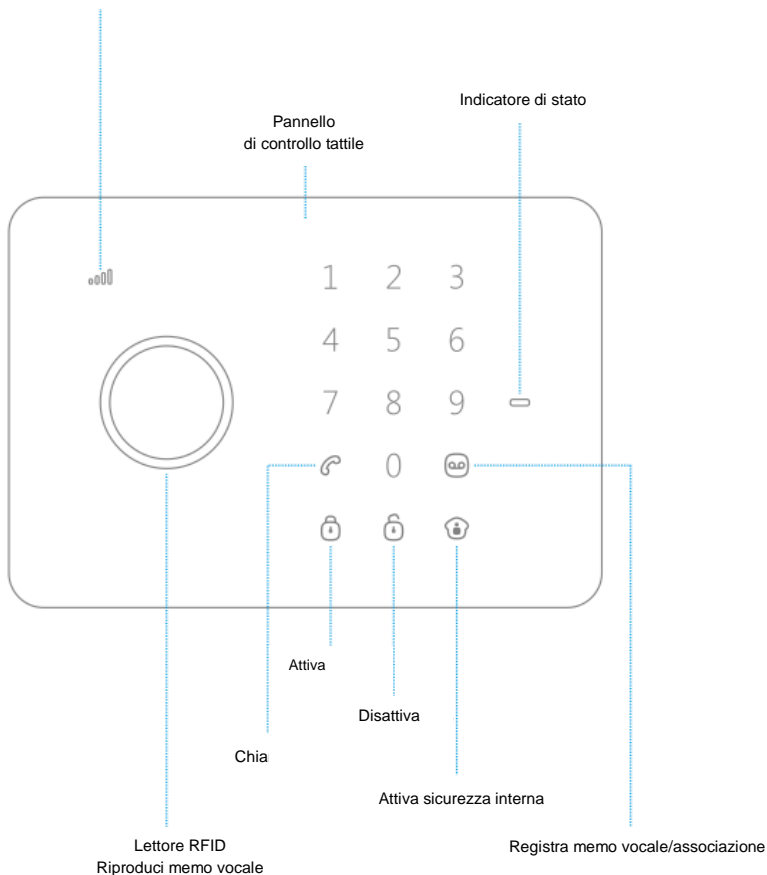 Indicatore di stato
Pannello
di controllo tattile
1 2 3
4 5 6
7 8 9
0
Attiva
Disattiva
Chia
Attiva sicurezza interna
Lettore RFID
Riproduci memo vocale
Registra memo vocale/associazione